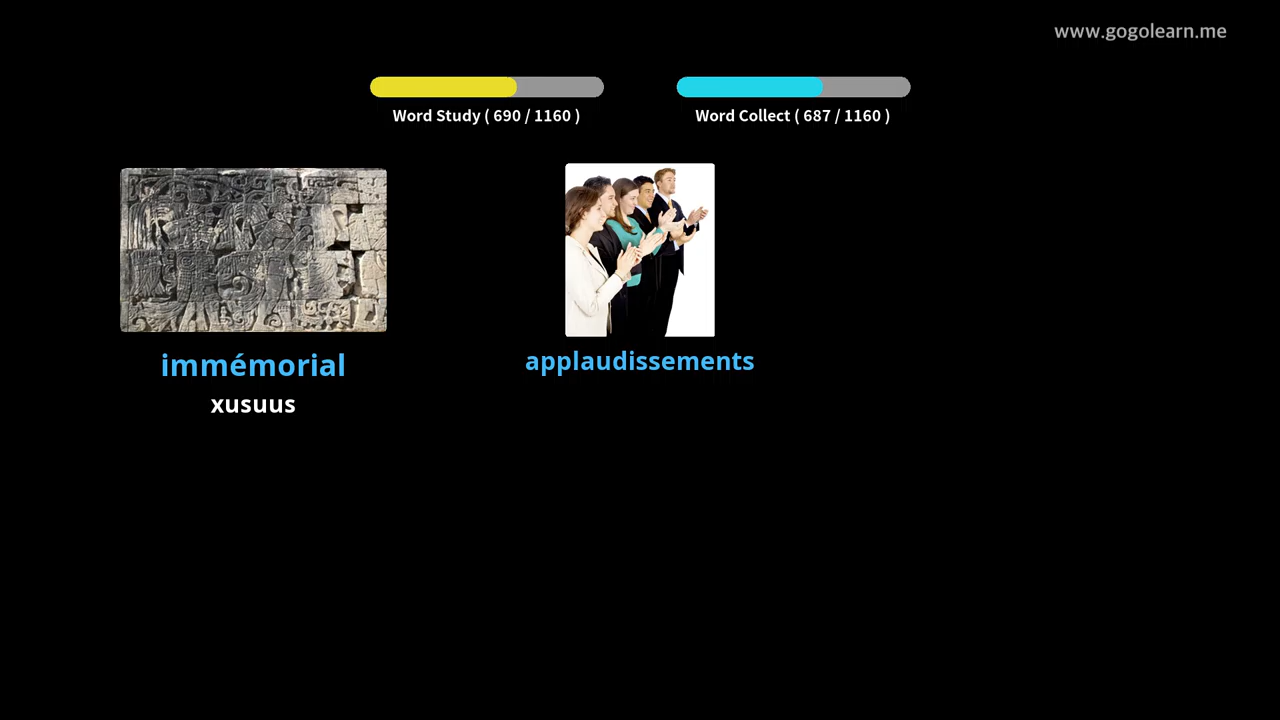 www.gogolearn.me
Word Study ( 690 / 1160 )
Word Collect ( 687 / 1160 )
immémorial
xusuus
applaudissements